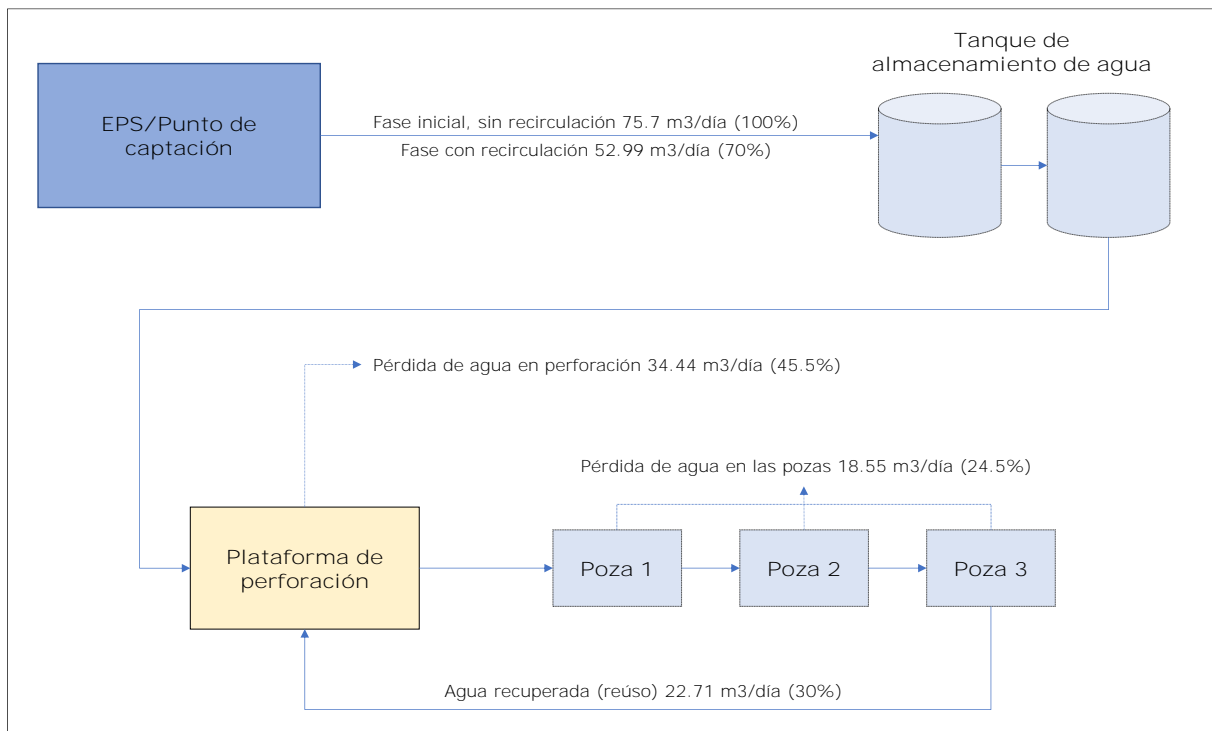 Tanque de
almacenamiento de agua
EPS/Punto de
captación
Fase inicial, sin recirculación 75.7 m3/día (100%)
Fase con recirculación 52.99 m3/día (70%)
Pérdida de agua en perforación 34.44 m3/día (45.5%)
Pérdida de agua en las pozas 18.55 m3/día (24.5%)
Plataforma de
perforación
Poza 1
Poza 2
Poza 3
Agua recuperada (reúso) 22.71 m3/día (30%)